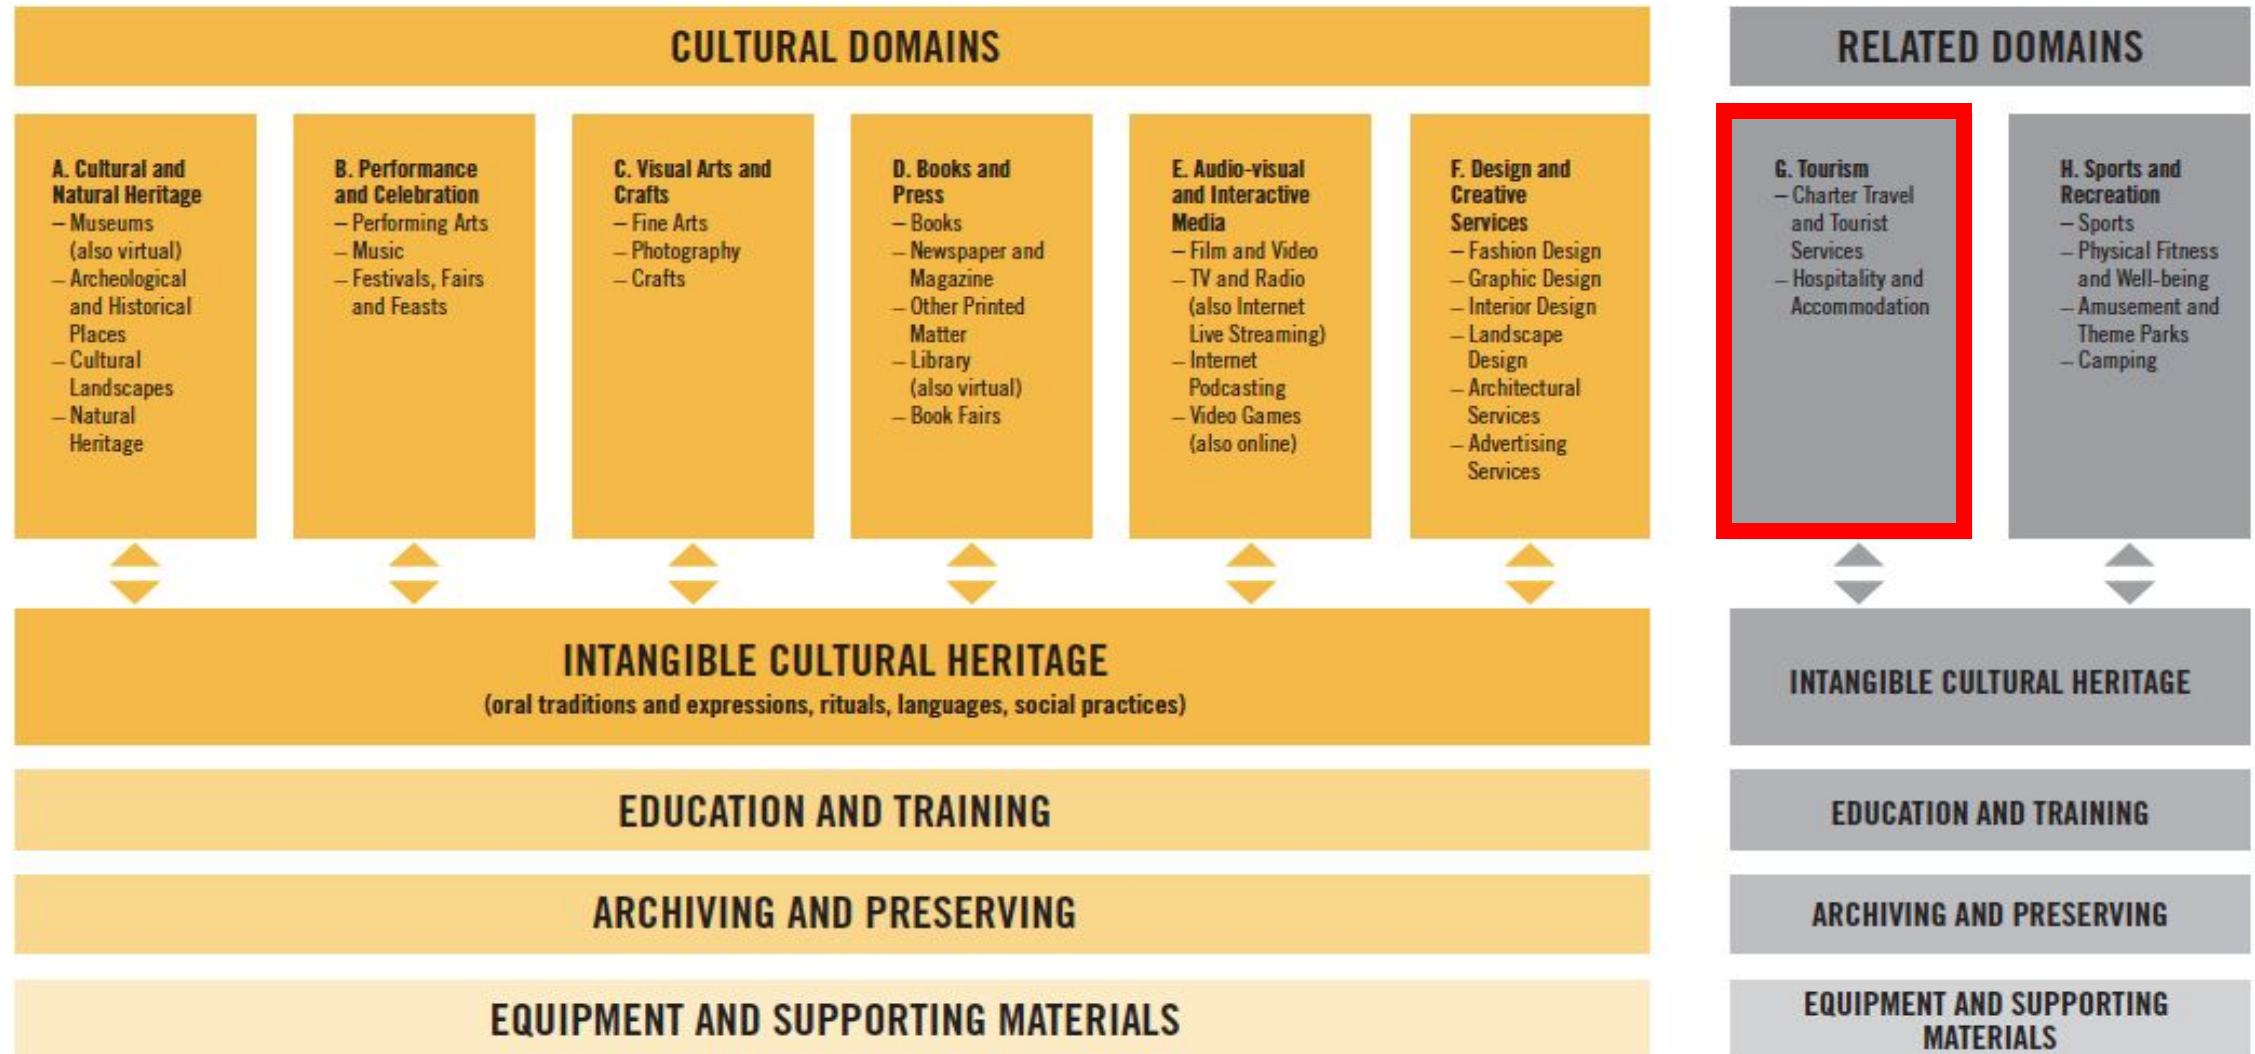 CULTURAL DOMAINS
RELATED DOMAINS
A. Cultural and
Natural Heritage
– Museums
(also virtual)
– Archeological
and Historical
Places
– Cultural
Landscapes
– Natural
Heritage
B. Performance
and Celebration
– Performing Arts
– Music
– Festivals, Fairs
and Feasts
C. Visual Arts and
Crafts
– Fine Arts
– Photography
– Crafts
D. Books and
Press
– Books
– Newspaper and
Magazine
– Other Printed
Matter
– Library
(also virtual)
– Book Fairs
E. Audio-visual
and Interactive
Media
– Film and Video
– TV and Radio
(also Internet
Live Streaming)
– Internet
Podcasting
– Video Games
(also online)
F. Design and
Creative
Services
– Fashion Design
– Graphic Design
– Interior Design
– Landscape
Design
– Architectural
Services
– Advertising
Services
G. Tourism
– Charter Travel
and Tourist
Services
– Hospitality and
Accommodation
H. Sports and
Recreation
– Sports
– Physical Fitness
and Well-being
– Amusement and
Theme Parks
– Camping
INTANGIBLE CULTURAL HERITAGE
(oral traditions and expressions, rituals, languages, social practices)
INTANGIBLE CULTURAL HERITAGE
EDUCATION AND TRAINING
EDUCATION AND TRAINING
ARCHIVING AND PRESERVING
ARCHIVING AND PRESERVING
EQUIPMENT AND SUPPORTING MATERIALS
EQUIPMENT AND SUPPORTING
MATERIALS